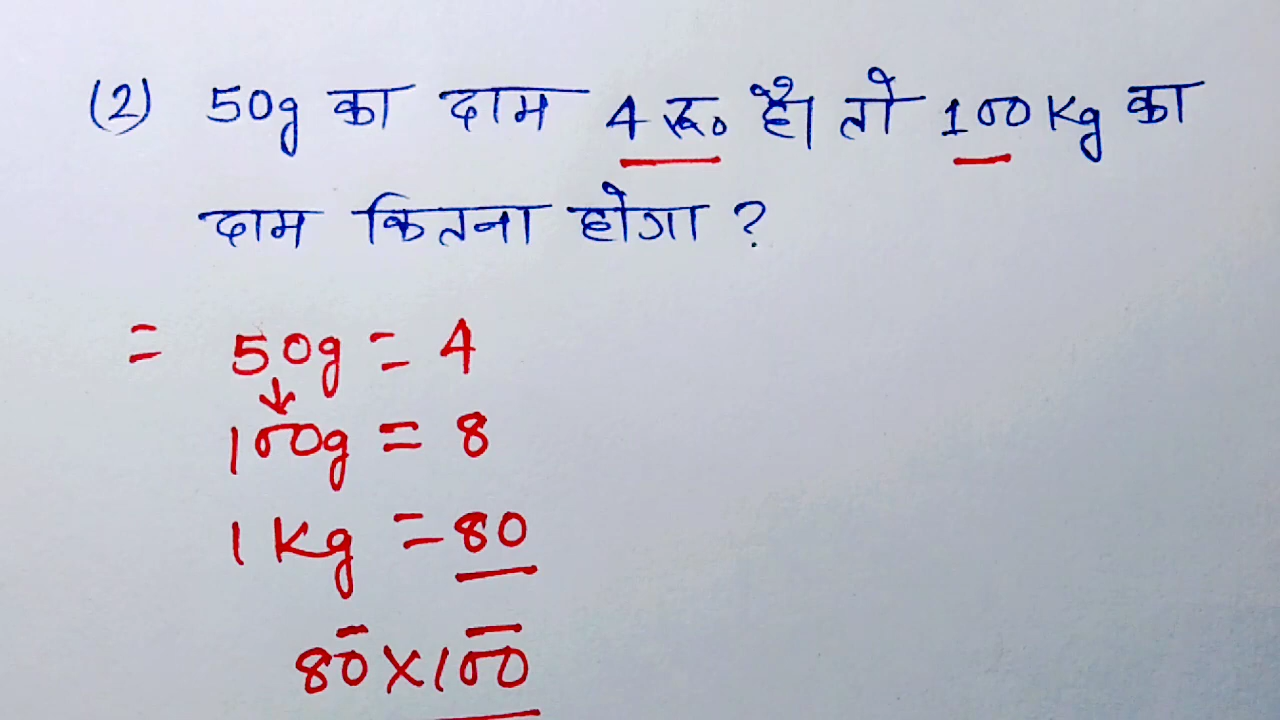 (2) 50g का दाम 4 रू० है। तो 100 Kg का
दाम कितना होगा ?
= 50g = 4
↓
100g = 8
1 Kg = 80
80 × 100